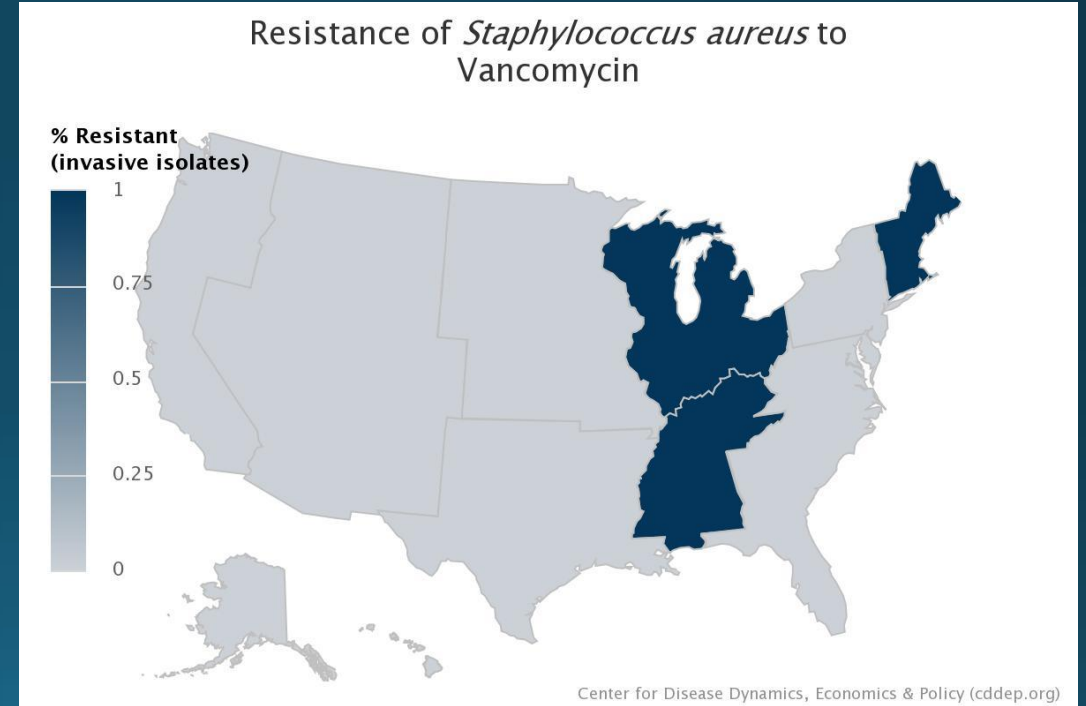 Resistance of Staphylococcus aureus to
Vancomycin
% Resistant
(invasive isolates)
1
0.75
0.5
0.25
0
Center for Disease Dynamics, Economics & Policy (cddep.org)